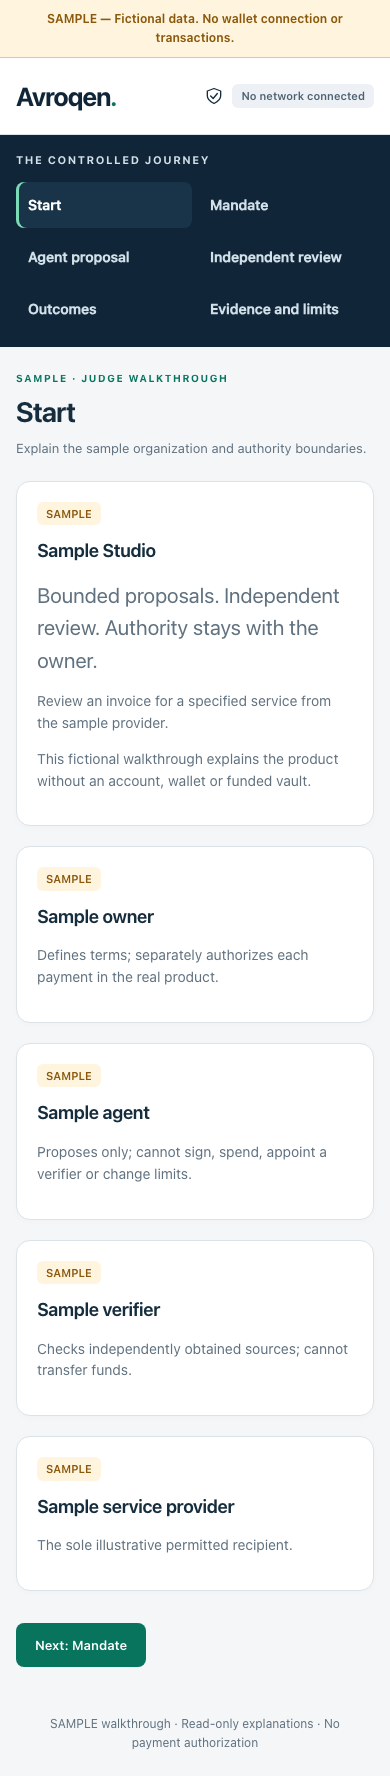 SAMPLE — Fictional data. No wallet connection or
transactions.
Avroqen.
No network connected
THE CONTROLLED JOURNEY
Start
Mandate
Agent proposal
Independent review
Outcomes
Evidence and limits
SAMPLE · JUDGE WALKTHROUGH
Start
Explain the sample organization and authority boundaries.
SAMPLE
Sample Studio
Bounded proposals. Independent
review. Authority stays with the
owner.
Review an invoice for a specified service from
the sample provider.
This fictional walkthrough explains the product
without an account, wallet or funded vault.
SAMPLE
Sample owner
Defines terms; separately authorizes each
payment in the real product.
SAMPLE
Sample agent
Proposes only; cannot sign, spend, appoint a
verifier or change limits.
SAMPLE
Sample verifier
Checks independently obtained sources; cannot
transfer funds.
SAMPLE
Sample service provider
The sole illustrative permitted recipient.
Next: Mandate
SAMPLE walkthrough · Read-only explanations · No
payment authorization